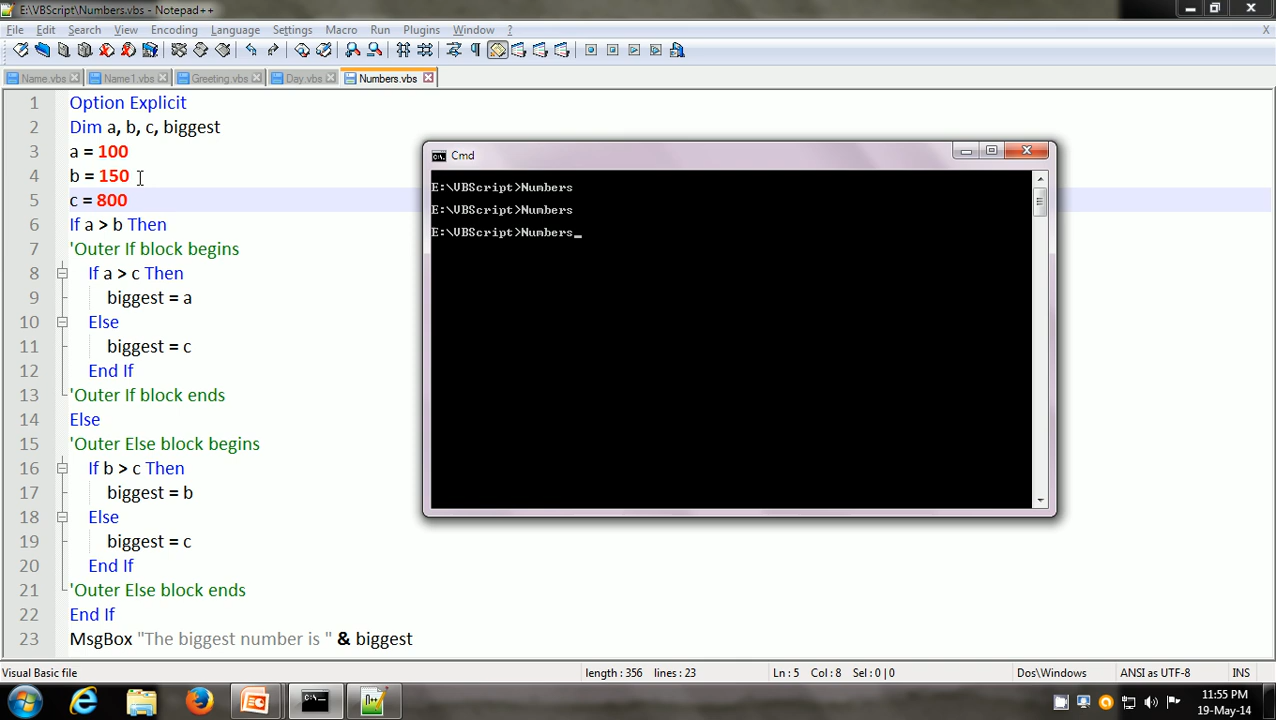 E:\VBScript\Numbers.vbs - Notepad++
File Edit Search View Encoding Language Settings Macro Run Plugins Window ? X
Name.vbs Name1.vbs Greeting.vbs Day.vbs Numbers.vbs
1 Option Explicit
2 Dim a, b, c, biggest
3 a = 100
4 b = 150
5 c = 800
6 If a > b Then
7 'Outer If block begins
8 If a > c Then
9 biggest = a
10 Else
11 biggest = c
12 End If
13 'Outer If block ends
14 Else
15 'Outer Else block begins
16 If b > c Then
17 biggest = b
18 Else
19 biggest = c
20 End If
21 'Outer Else block ends
22 End If
23 MsgBox "The biggest number is " & biggest
Cmd
E:\VBScript>Numbers
E:\VBScript>Numbers
E:\VBScript>Numbers_
Visual Basic file length : 356 lines : 23 Ln : 5 Col : 8 Sel : 0 | 0 Dos\Windows ANSI as UTF-8 INS
11:55 PM
19-May-14